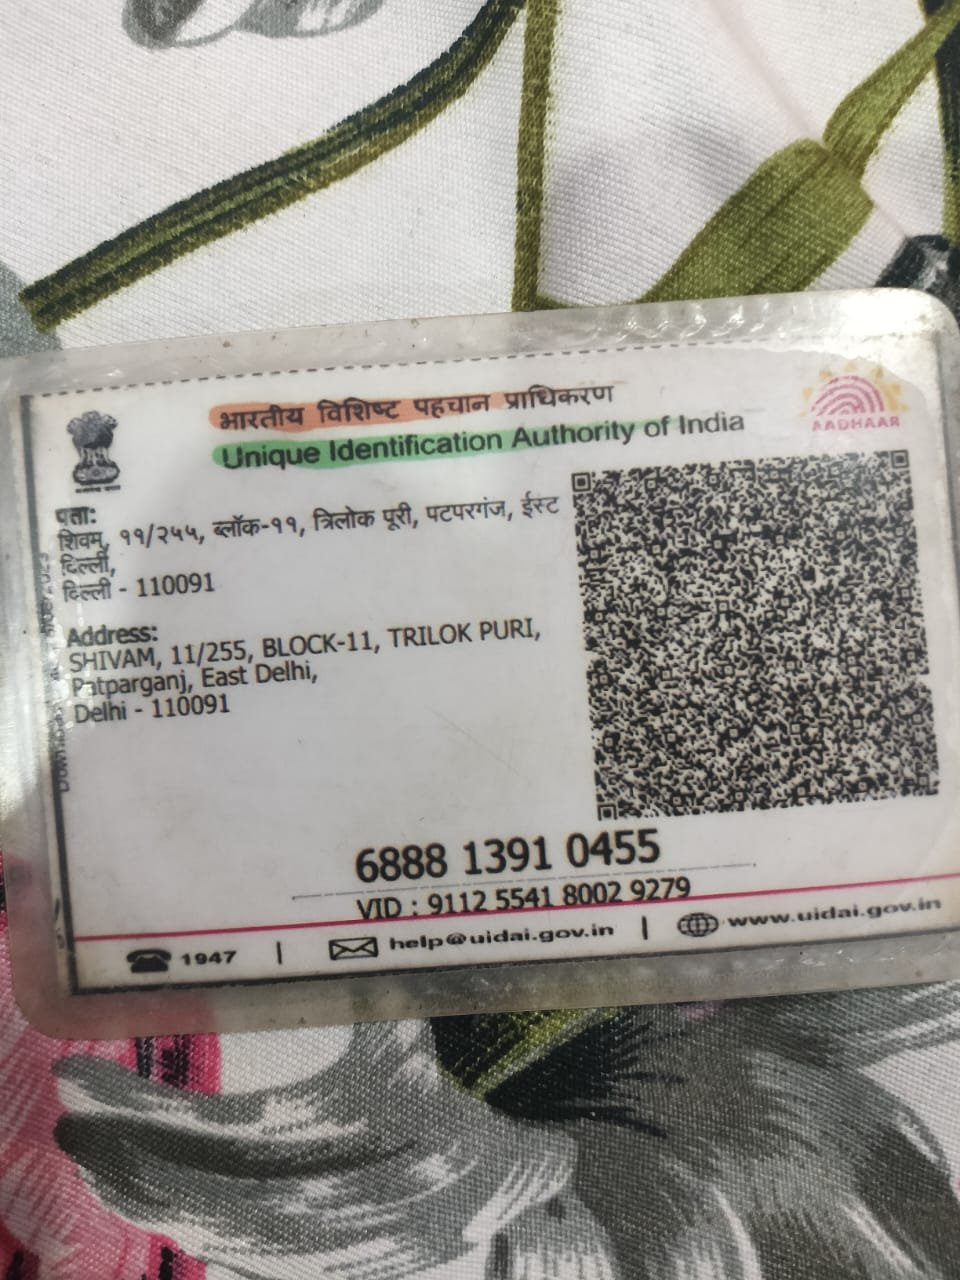 भारतीय विशिष्ट पहचान प्राधिकरण
Unique Identification Authority of India
AADHAAR
पता:
शिवम, ११/२५५, ब्लॉक-११, त्रिलोक पूरी, पटपरगंज, ईस्ट
दिल्ली,
दिल्ली - 110091
Address:
SHIVAM, 11/255, BLOCK-11, TRILOK PURI,
Patparganj, East Delhi,
Delhi - 110091
6888 1391 0455
VID : 9112 5541 8002 9279
1947 | help@uidai.gov.in | www.uidai.gov.in